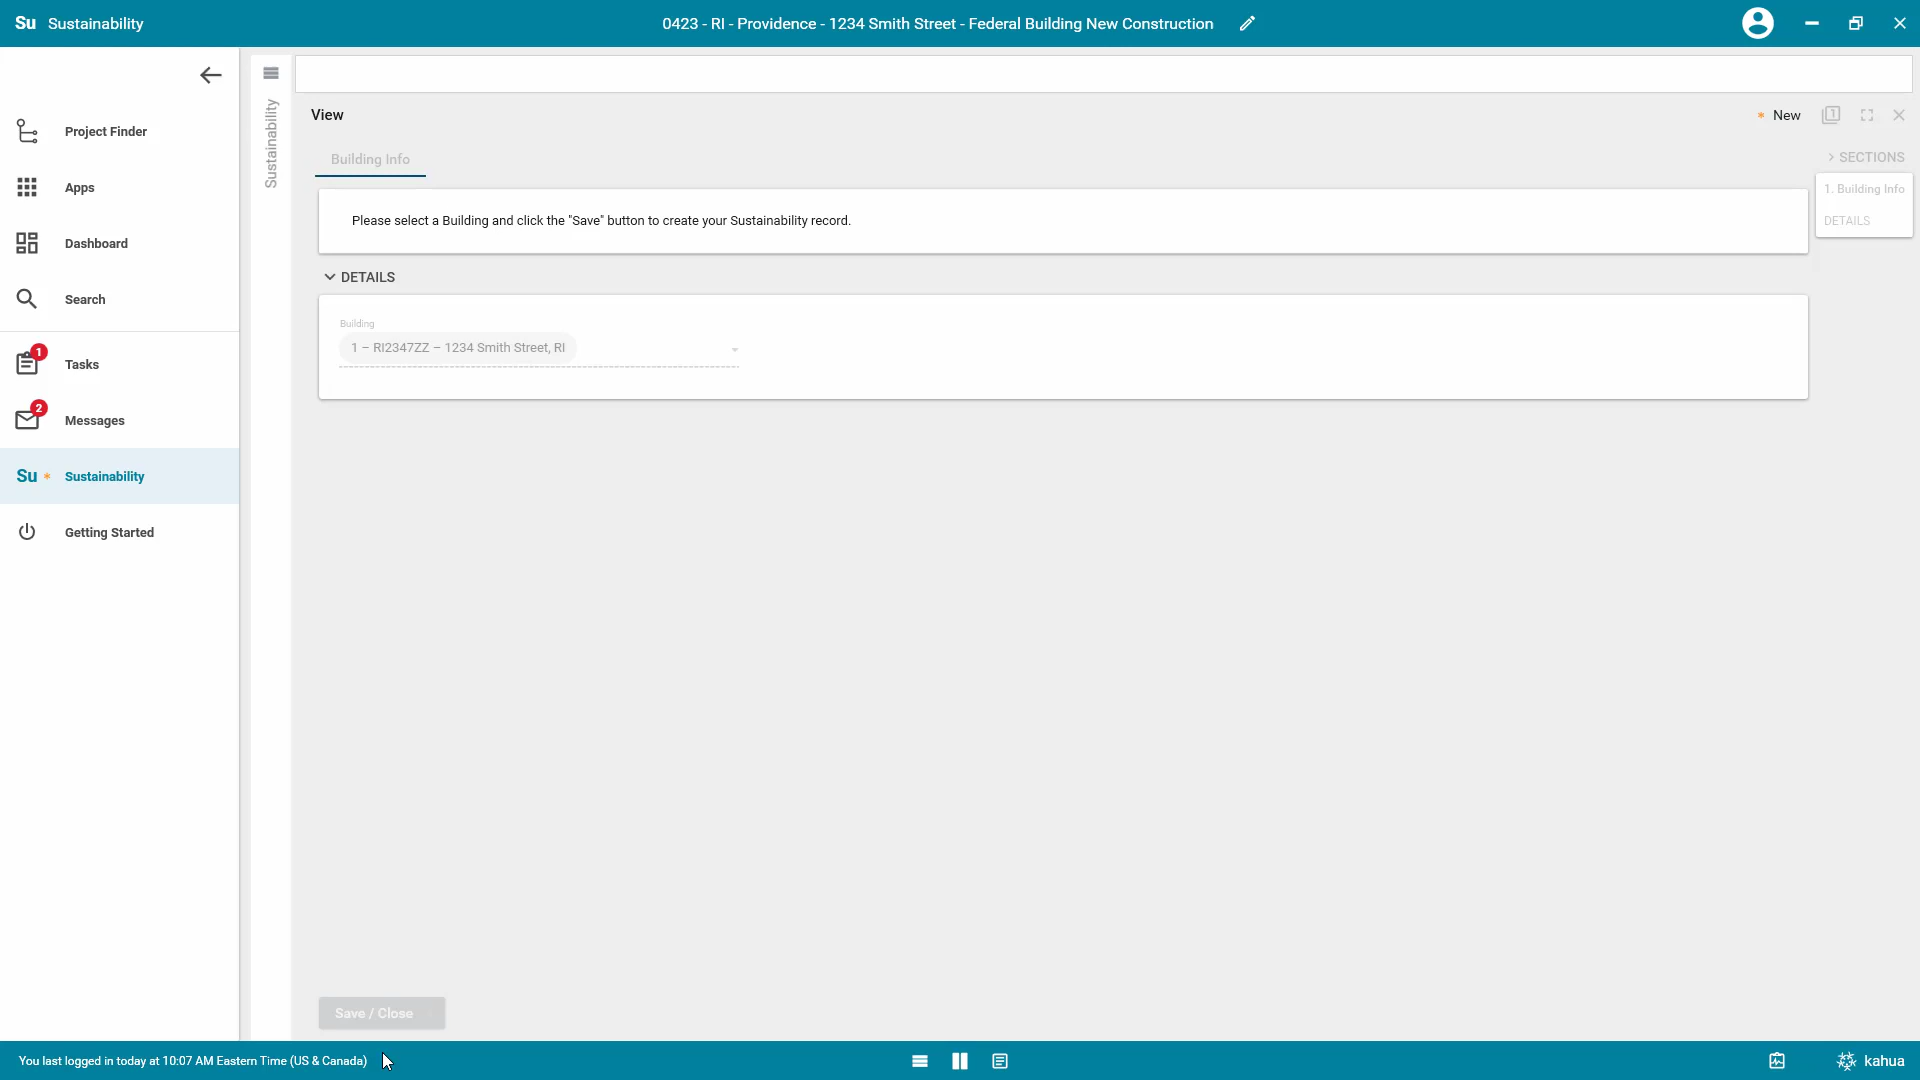 Su Sustainability
0423 - RI - Providence - 1234 Smith Street - Federal Building New Construction
Project Finder
Apps
Dashboard
Search
1
Tasks
2
Messages
Su * Sustainability
Getting Started
Sustainability
View
* New
1
Building Info
> SECTIONS
1. Building Info
DETAILS
Please select a Building and click the "Save" button to create your Sustainability record.
DETAILS
Building
1 – RI2347ZZ – 1234 Smith Street, RI
Save / Close
You last logged in today at 10:07 AM Eastern Time (US & Canada)
kahua